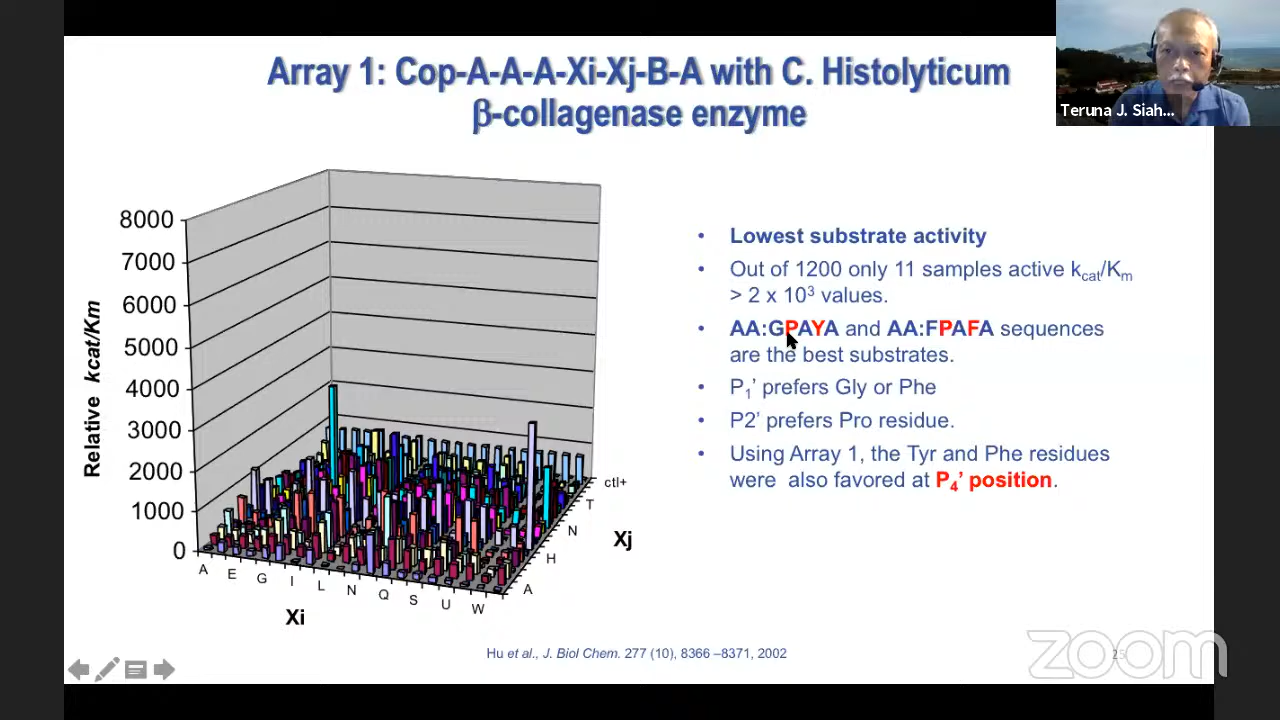 Array 1: Cop-A-A-A-Xi-Xj-B-A with C. Histolyticum
β-collagenase enzyme
Teruna J. Siah...
8000
7000
6000
5000
4000
3000
2000
1000
0
Relative kcat/Km
A
E
G
I
L
N
Q
S
U
W
Xi
A
H
N
T
ctl+
Xj
• Lowest substrate activity
• Out of 1200 only 11 samples active kcat/Km
> 2 x 10³ values.
• AA:GPAYA and AA:FPAFA sequences
are the best substrates.
• P₁’ prefers Gly or Phe
• P2’ prefers Pro residue.
• Using Array 1, the Tyr and Phe residues
were also favored at P₄’ position.
Hu et al., J. Biol Chem. 277 (10), 8366 –8371, 2002
25
zoom